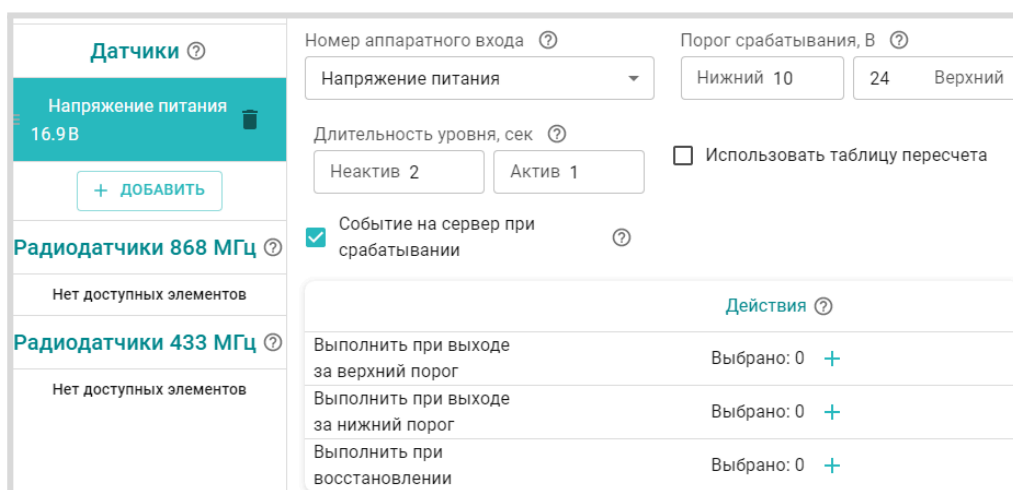 Датчики
Напряжение питания
16.9 В
+ ДОБАВИТЬ
Радиодатчики 868 МГц
Нет доступных элементов
Радиодатчики 433 МГц
Нет доступных элементов
Номер аппаратного входа
Напряжение питания
Порог срабатывания, В
Нижний 10
24 Верхний
Длительность уровня, сек
Неактив 2
Актив 1
Использовать таблицу пересчета
Событие на сервер при
срабатывании
Действия
Выполнить при выходе
за верхний порог
Выбрано: 0 +
Выполнить при выходе
за нижний порог
Выбрано: 0 +
Выполнить при
восстановлении
Выбрано: 0 +